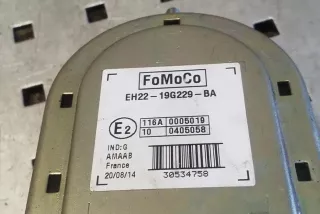 FoMoCo
EH22-19G229-BA
E2
116A 0005019
10 0405058
IND:G
AMAAB
France
20/08/14
30534758